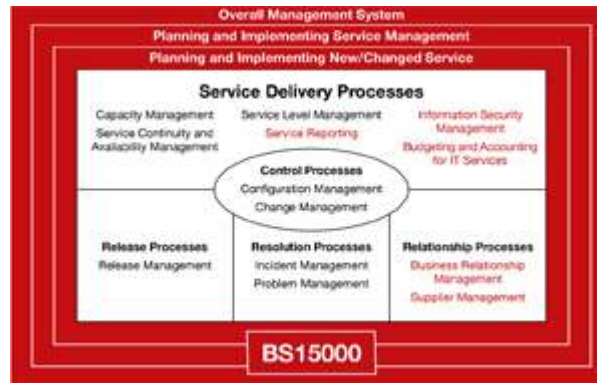 Overall Management System
Planning and Implementing Service Management
Planning and Implementing New/Changed Service
Service Delivery Processes
Capacity Management
Service Continuity and
Availability Management
Service Level Management
Service Reporting
Information Security
Management
Budgeting and Accounting
for IT Services
Control Processes
Configuration Management
Change Management
Release Processes
Release Management
Resolution Processes
Incident Management
Problem Management
Relationship Processes
Business Relationship
Management
Supplier Management
BS15000